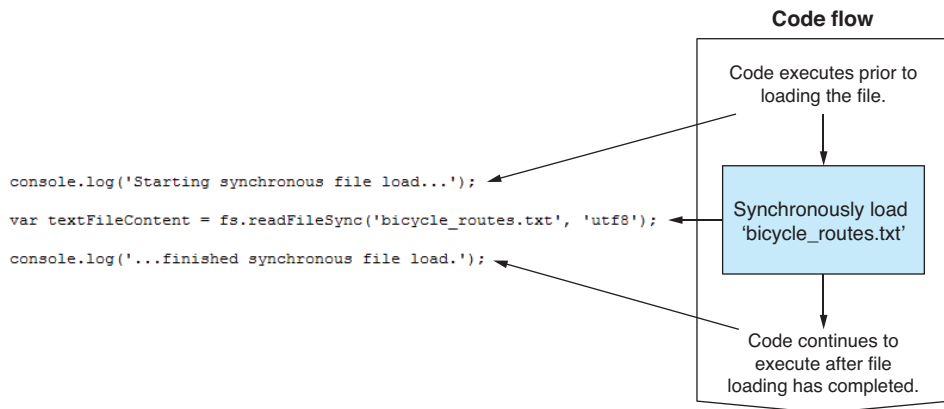 Code flow
Code executes prior to
loading the file.
console.log('Starting synchronous file load...');
var textFileContent = fs.readFileSync('bicycle_routes.txt', 'utf8');
console.log('...finished synchronous file load.');
Synchronously load
‘bicycle_routes.txt’
Code continues to
execute after file
loading has completed.